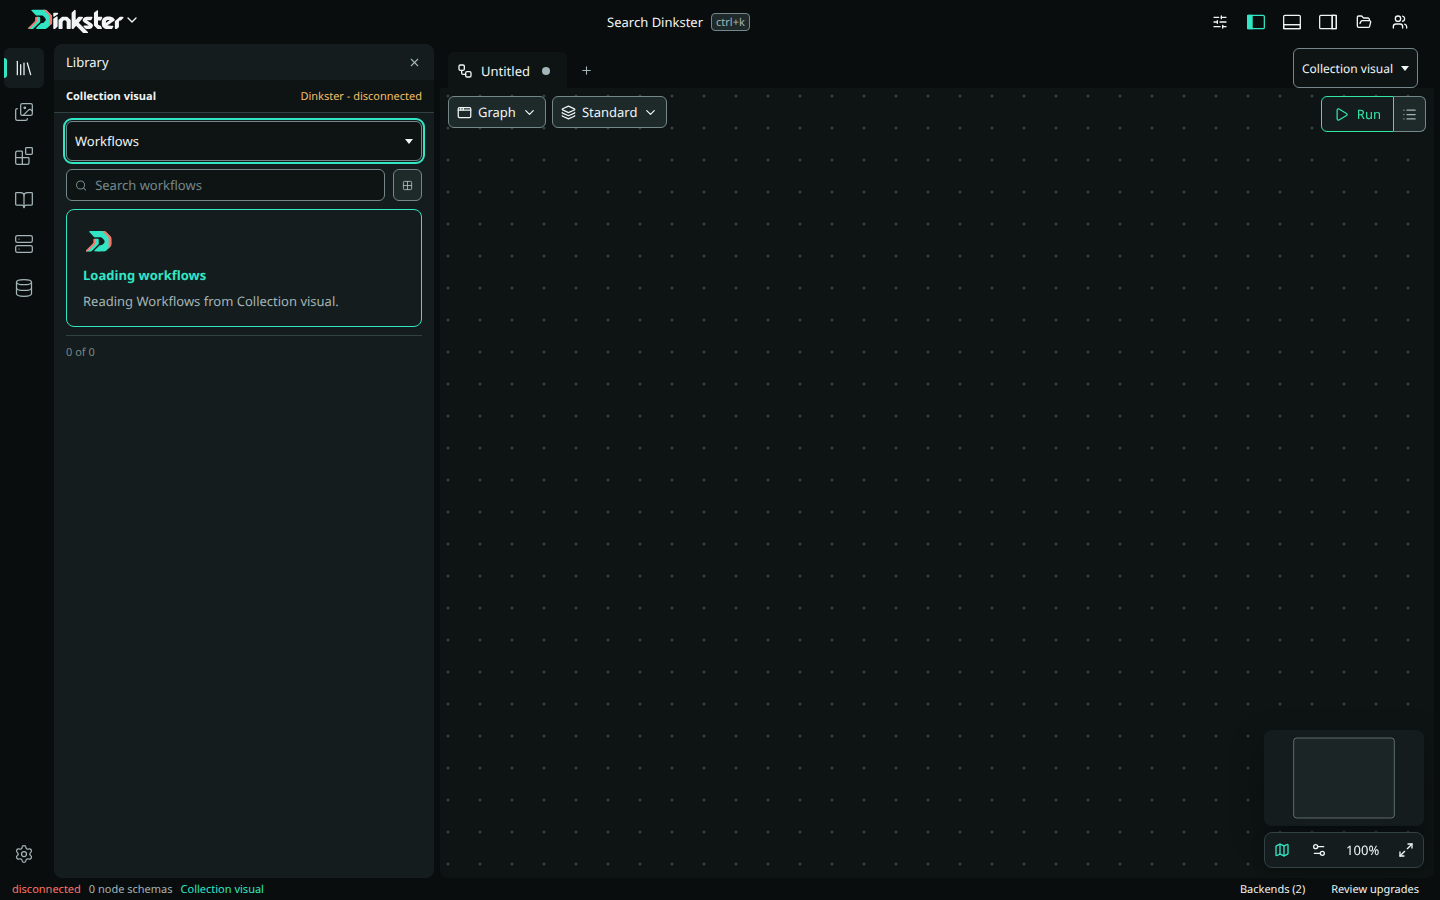 Dinkster
Search Dinkster ctrl+k
Library
Collection visual
Dinkster - disconnected
Workflows
Search workflows
Loading workflows
Reading Workflows from Collection visual.
0 of 0
Untitled
Collection visual
Graph
Standard
Run
100%
disconnected 0 node schemas Collection visual
Backends (2) Review upgrades